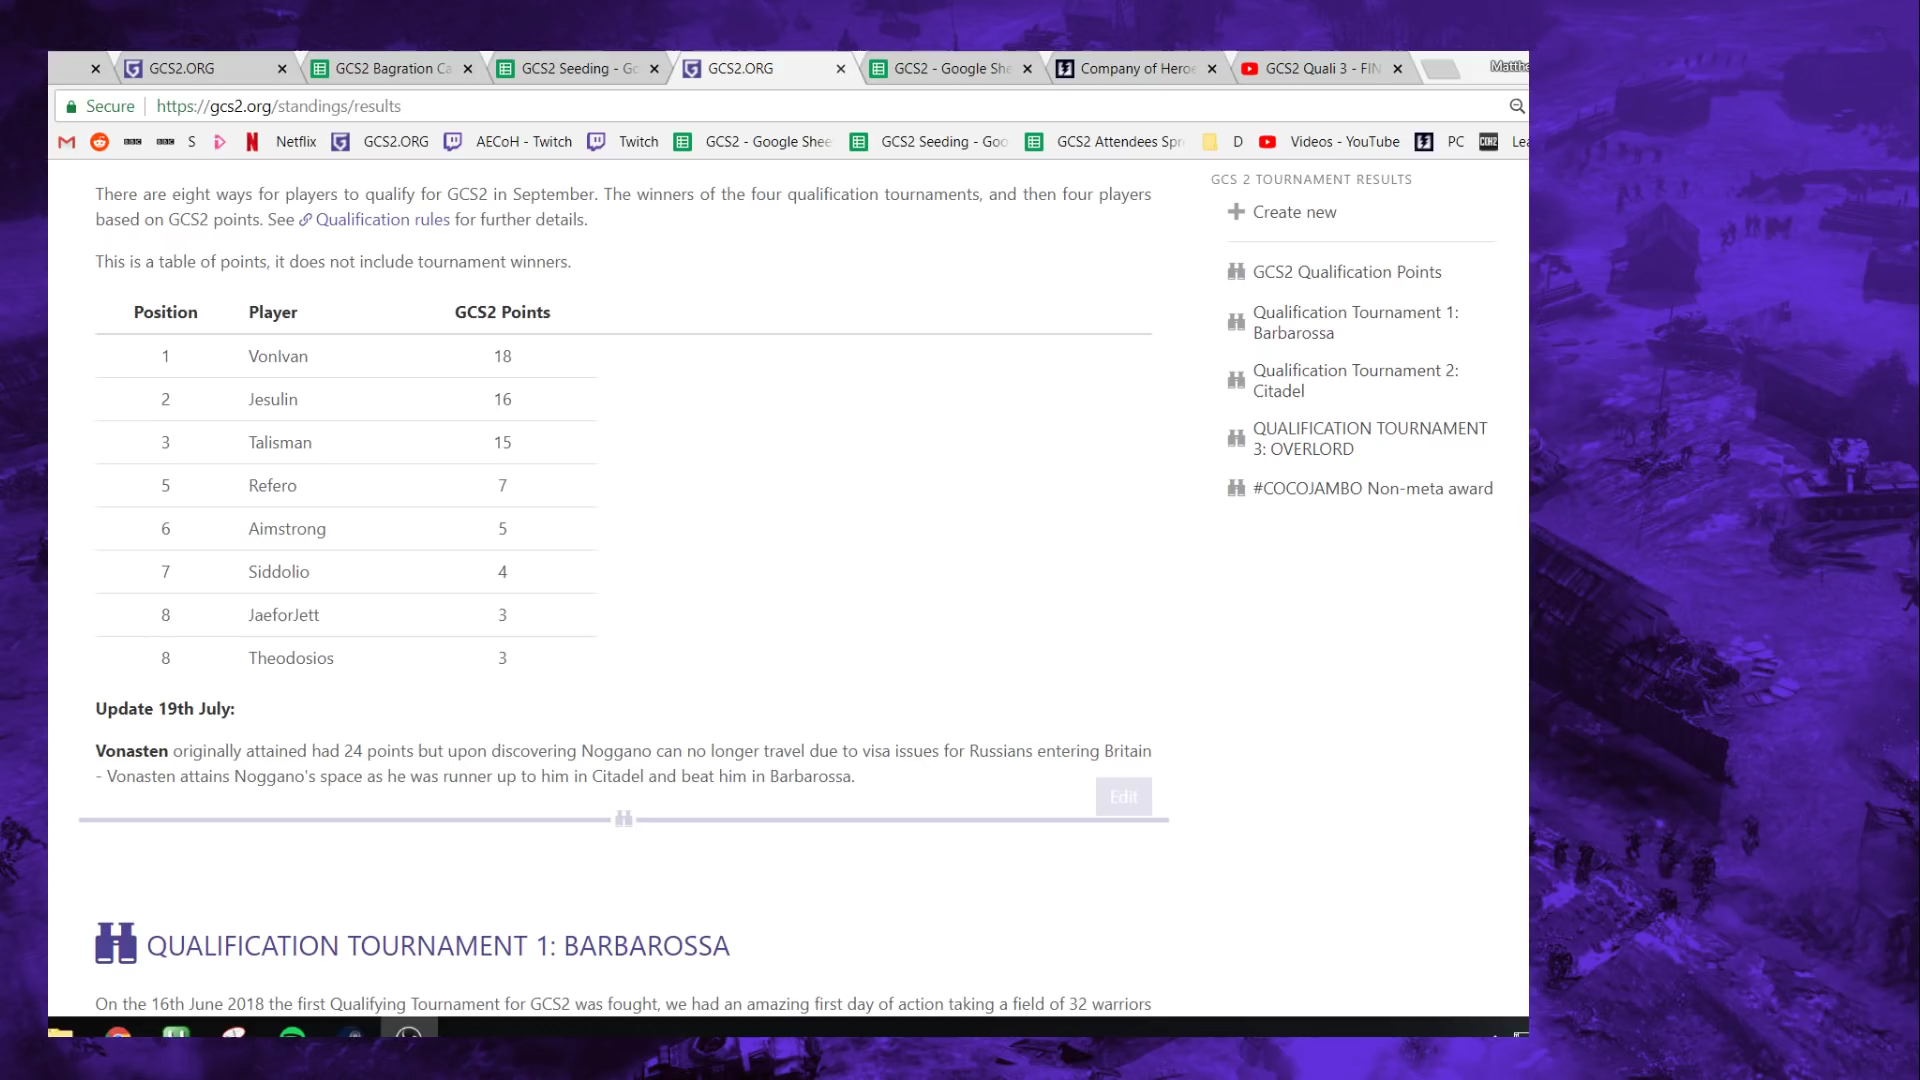 GCS2.ORG
GCS2 Bagration Ca
GCS2 Seeding - Go
GCS2.ORG
GCS2 - Google She
Company of Heroe
GCS2 Quali 3 - FIN
Matthe
Secure
https://gcs2.org/standings/results
BBC
BBC
S
Netflix
GCS2.ORG
AECoH - Twitch
Twitch
GCS2 - Google Shee
GCS2 Seeding - Goo
GCS2 Attendees Spr
D
Videos - YouTube
PC
COH2
Lea
There are eight ways for players to qualify for GCS2 in September. The winners of the four qualification tournaments, and then four players
based on GCS2 points. See Qualification rules for further details.
This is a table of points, it does not include tournament winners.
Position Player GCS2 Points
1 VonIvan 18
2 Jesulin 16
3 Talisman 15
5 Refero 7
6 Aimstrong 5
7 Siddolio 4
8 JaeforJett 3
8 Theodosios 3
Update 19th July:
Vonasten originally attained had 24 points but upon discovering Noggano can no longer travel due to visa issues for Russians entering Britain
- Vonasten attains Noggano's space as he was runner up to him in Citadel and beat him in Barbarossa.
Edit
QUALIFICATION TOURNAMENT 1: BARBAROSSA
On the 16th June 2018 the first Qualifying Tournament for GCS2 was fought, we had an amazing first day of action taking a field of 32 warriors
GCS 2 TOURNAMENT RESULTS
Create new
GCS2 Qualification Points
Qualification Tournament 1:
Barbarossa
Qualification Tournament 2:
Citadel
QUALIFICATION TOURNAMENT
3: OVERLORD
#COCOJAMBO Non-meta award